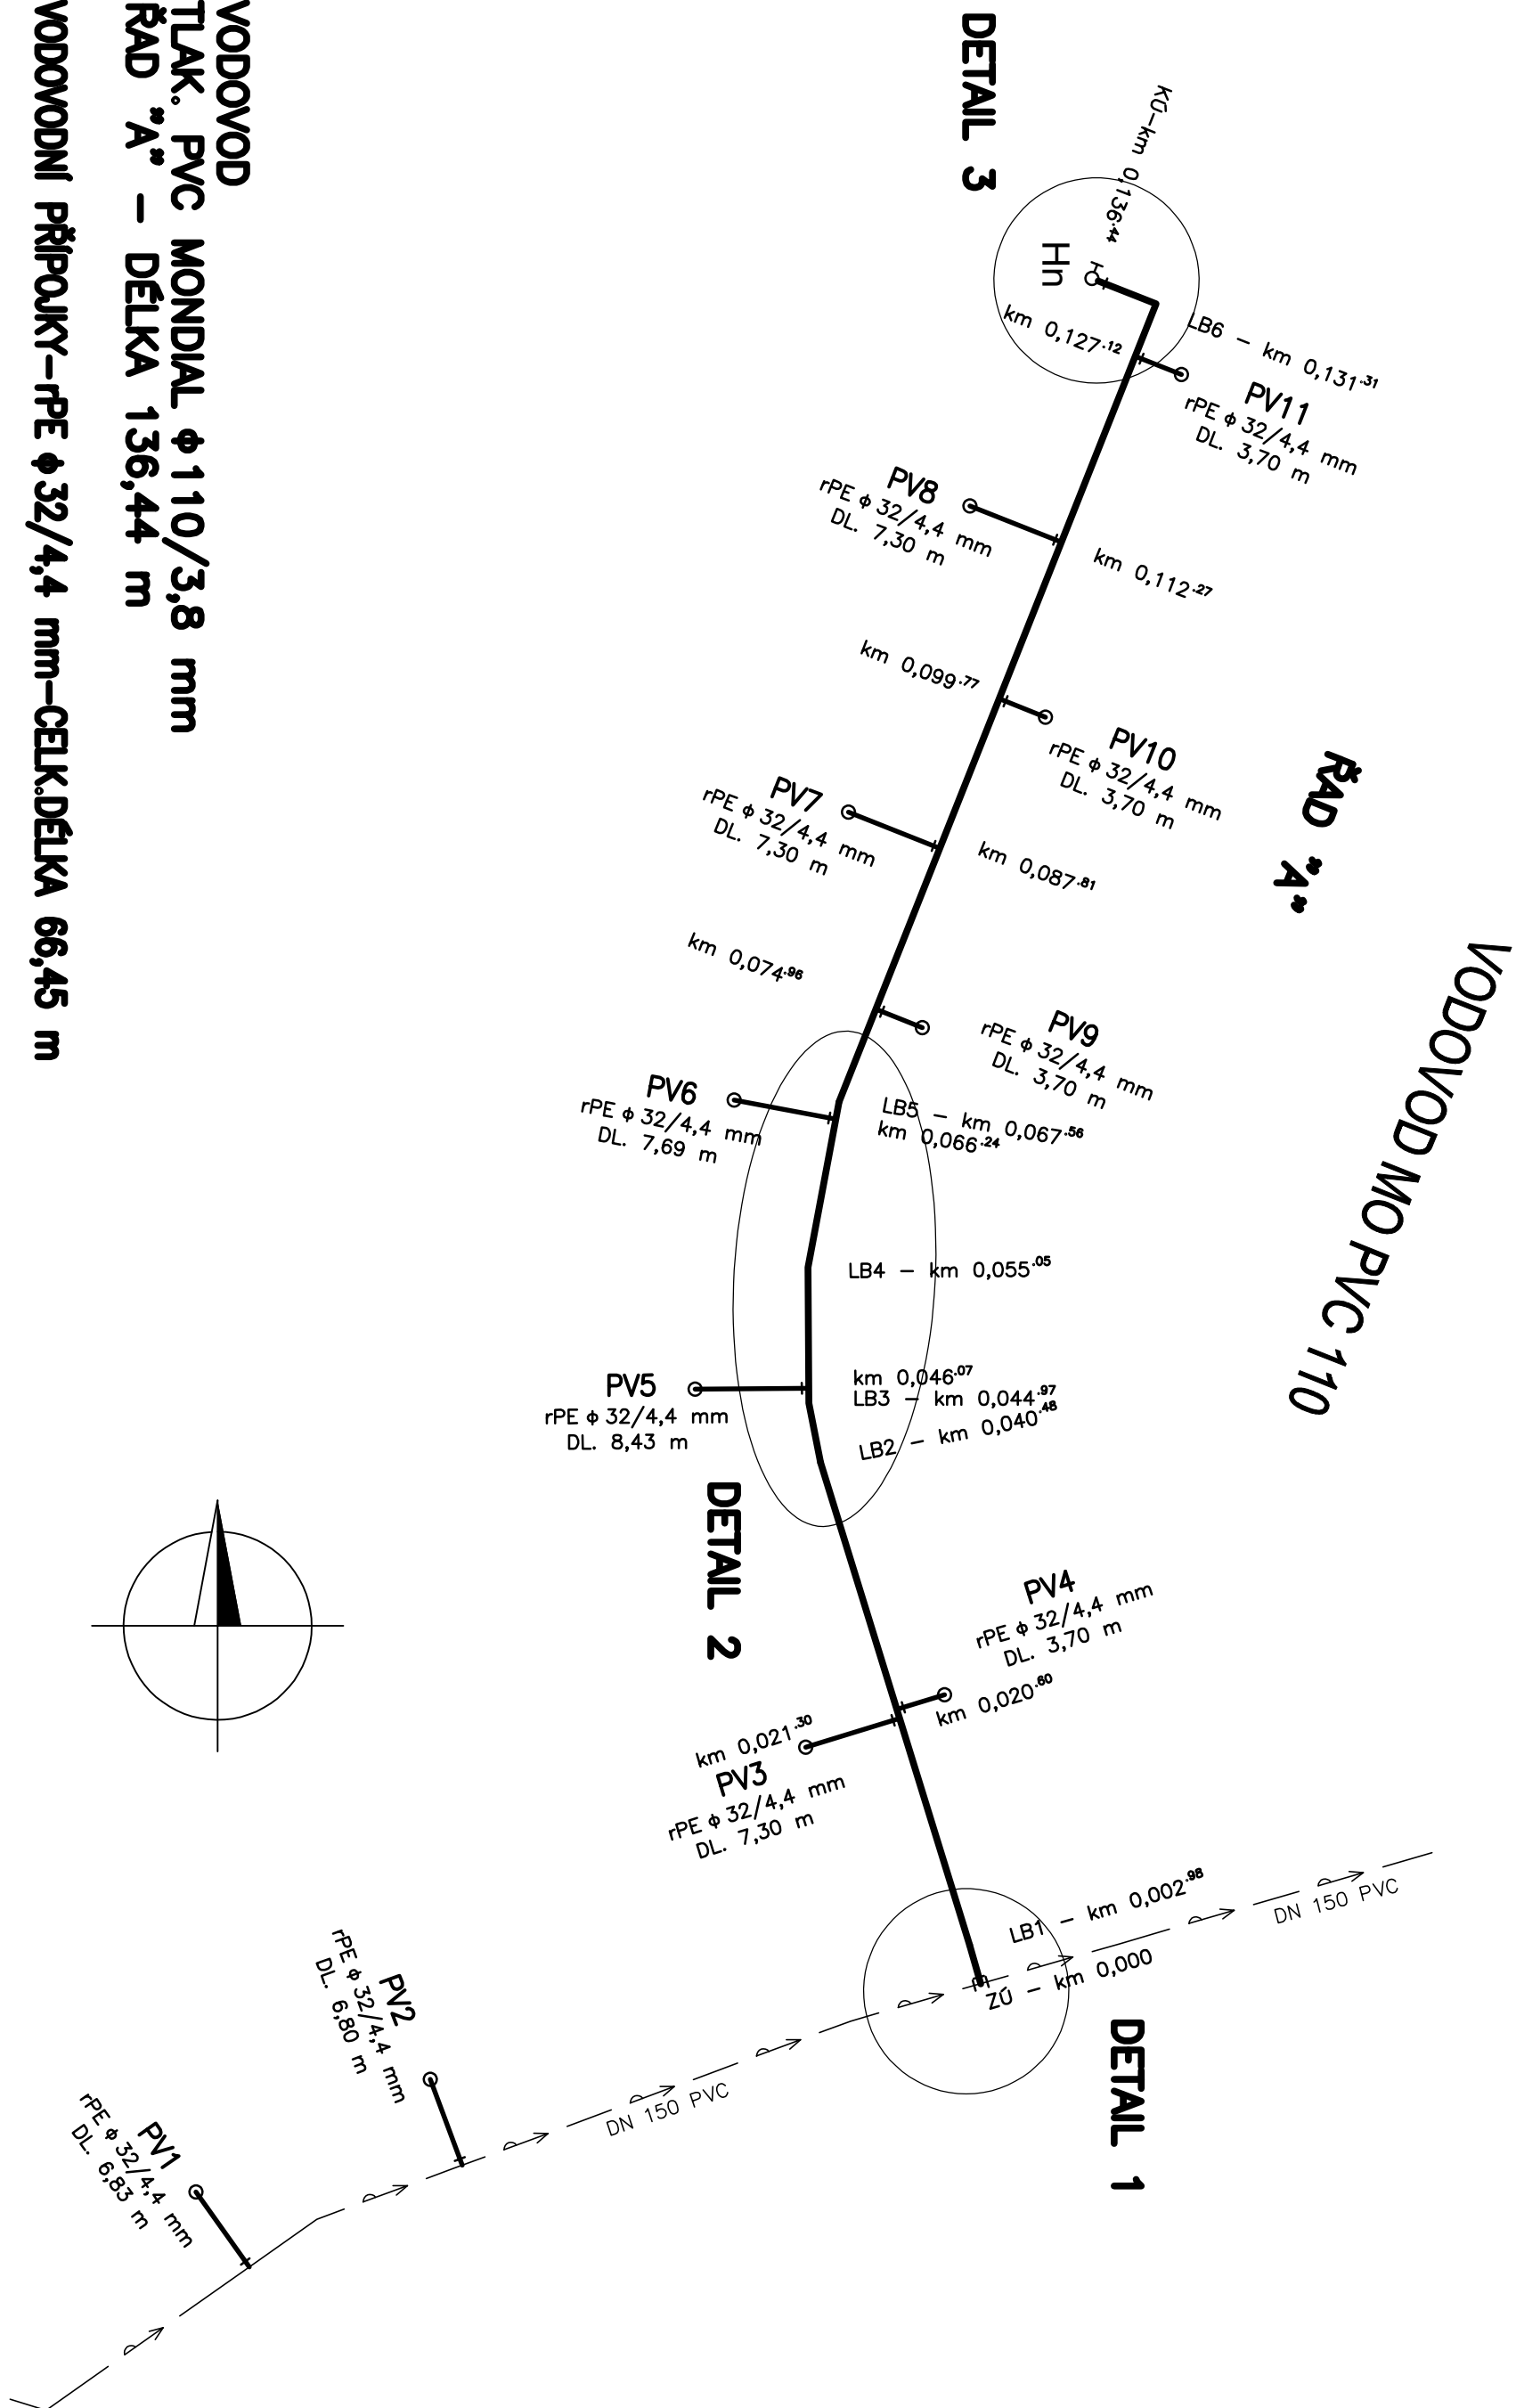 VODOVOD
TLAK. PVC MONDIAL ϕ110/3,8 mm
ŘAD "A" – DÉLKA 136,44 m
VODOVODNÍ PŘÍPOJKY–rPE ϕ32/4,4 mm–CELK.DÉLKA 66,45 m
DETAIL 3
KÚ–km 0,136.44
Hn
km 0,127.12
LB6 – km 0,131.31
PV11
rPE ϕ 32/4,4 mm
DL. 3,70 m
PV8
rPE ϕ 32/4,4 mm
DL. 7,30 m
km 0,112.27
km 0,099.77
PV10
rPE ϕ 32/4,4 mm
DL. 3,70 m
ŘAD "A"
PV7
rPE ϕ 32/4,4 mm
DL. 7,30 m
km 0,087.81
VODOVOD MO PVC 110
km 0,074.96
PV9
rPE ϕ 32/4,4 mm
DL. 3,70 m
PV6
rPE ϕ 32/4,4 mm
DL. 7,69 m
LB5 – km 0,067.56
km 0,066.24
LB4 – km 0,055.05
PV5
rPE ϕ 32/4,4 mm
DL. 8,43 m
km 0,046.07
LB3 – km 0,044.97
LB2 – km 0,040.48
DETAIL 2
PV4
rPE ϕ 32/4,4 mm
DL. 3,70 m
km 0,020.60
km 0,021.30
PV3
rPE ϕ 32/4,4 mm
DL. 7,30 m
LB1 – km 0,002.98
ZÚ – km 0,000
DN 150 PVC
DETAIL 1
PV2
rPE ϕ 32/4,4 mm
DL. 6,80 m
DN 150 PVC
PV1
rPE ϕ 32/4,4 mm
DL. 6,83 m